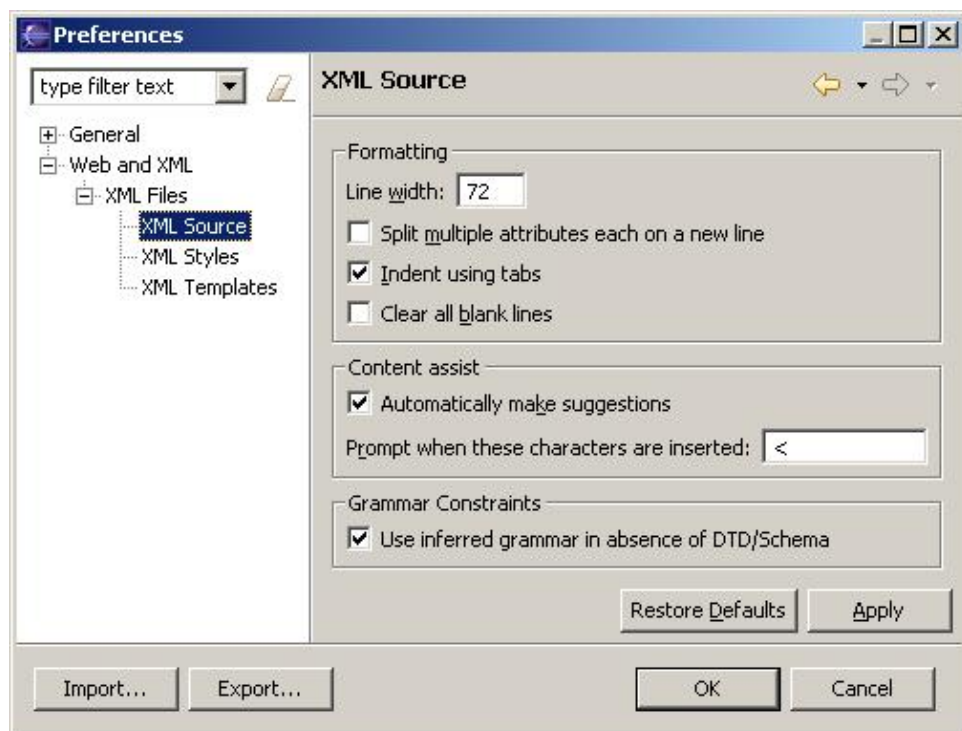 Preferences
type filter text
XML Source
General
Web and XML
XML Files
XML Source
XML Styles
XML Templates
Formatting
Line width: 72
Split multiple attributes each on a new line
Indent using tabs
Clear all blank lines
Content assist
Automatically make suggestions
Prompt when these characters are inserted: <
Grammar Constraints
Use inferred grammar in absence of DTD/Schema
Restore Defaults Apply
Import... Export... OK Cancel